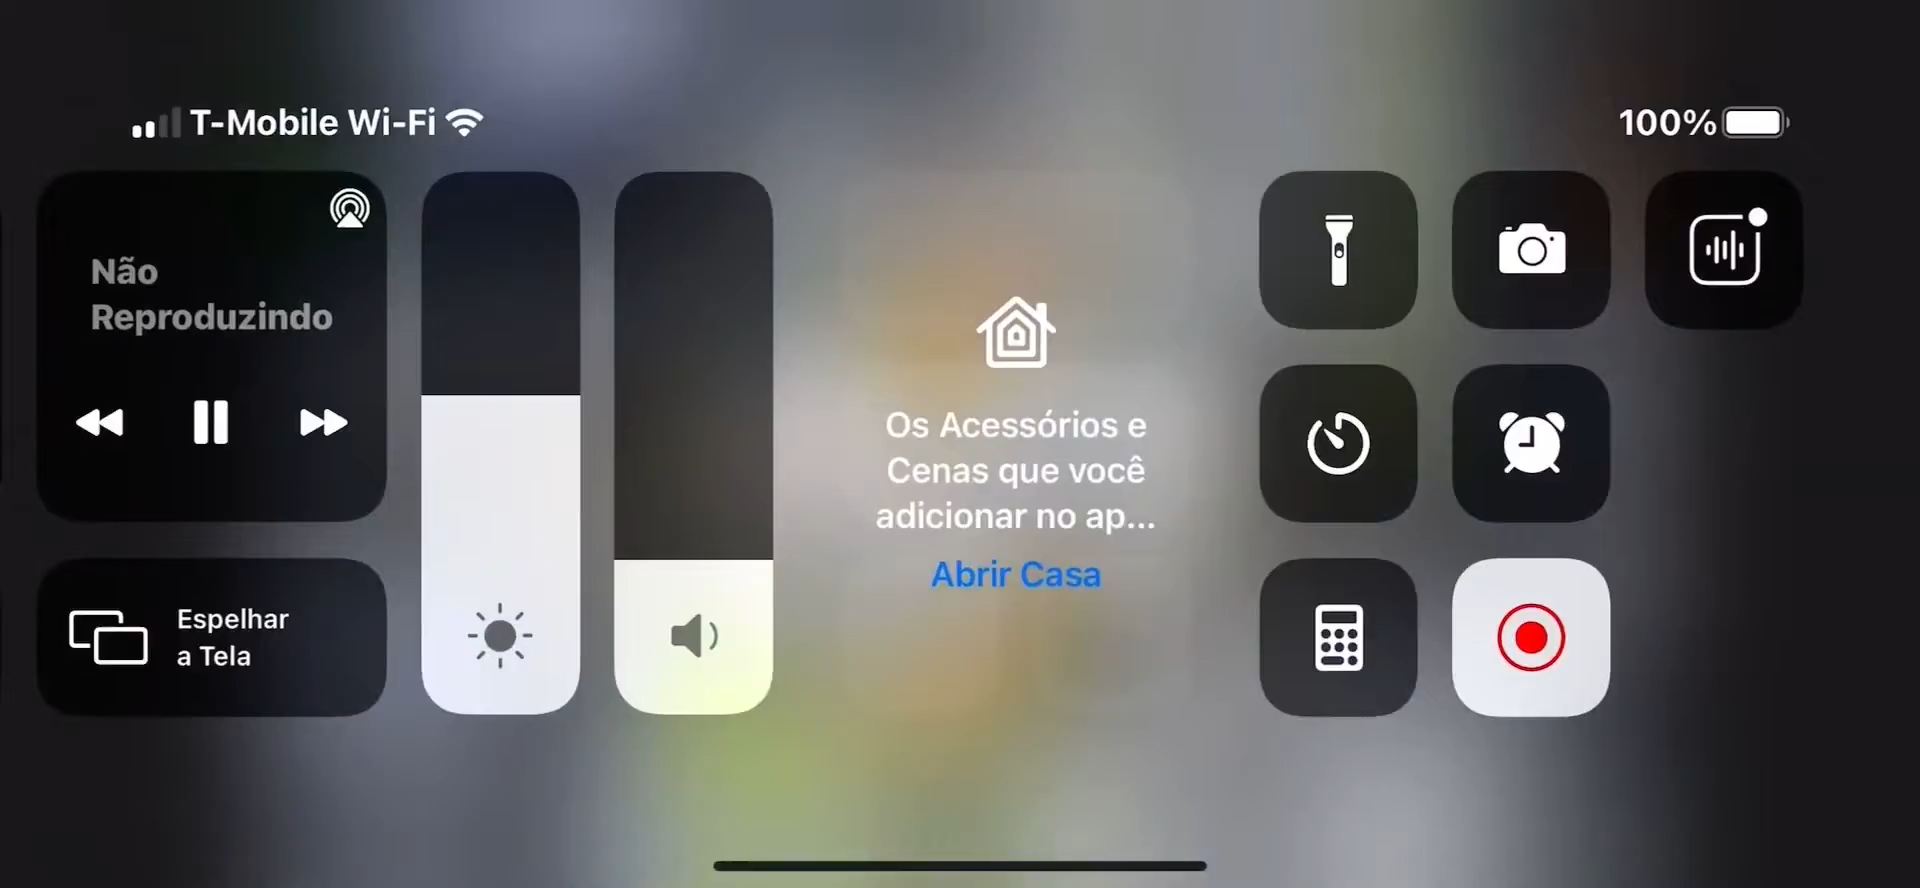 T-Mobile Wi-Fi
100%
Não
Reproduzindo
Espelhar
a Tela
Os Acessórios e
Cenas que você
adicionar no ap...
Abrir Casa